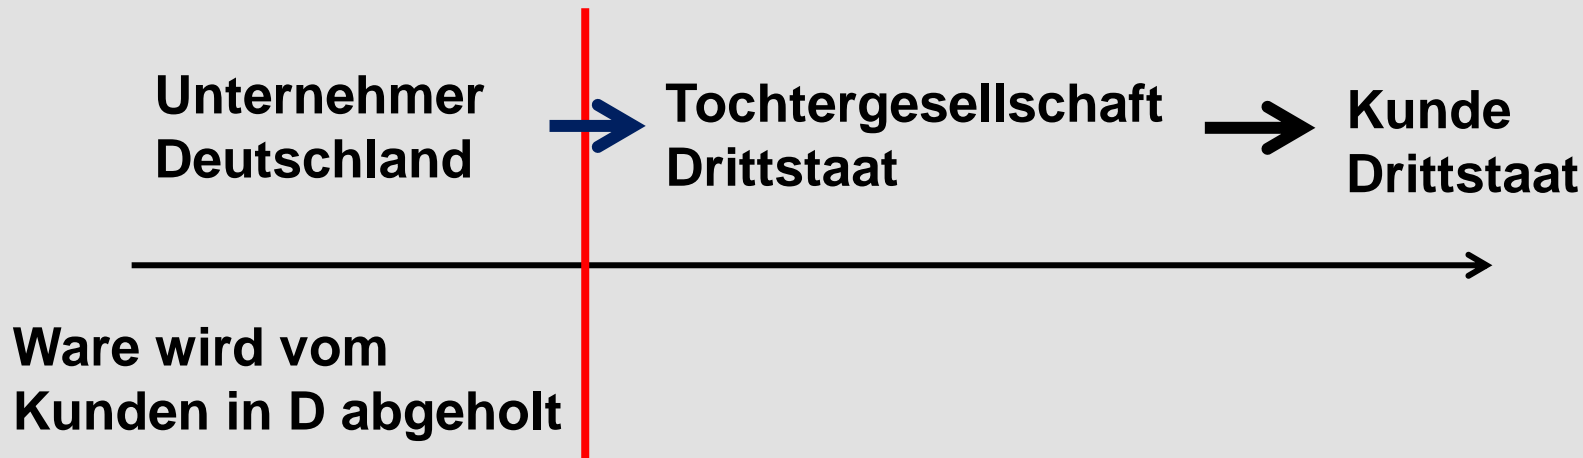 Unternehmer
Deutschland
Tochtergesellschaft
Drittstaat
Kunde
Drittstaat
Ware wird vom
Kunden in D abgeholt